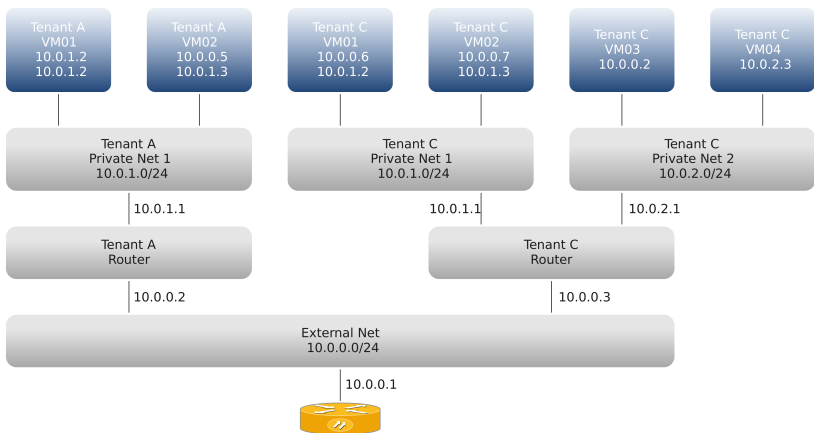 Tenant A
VM01
10.0.1.2
10.0.1.2
Tenant A
VM02
10.0.0.5
10.0.1.3
Tenant C
VM01
10.0.0.6
10.0.1.2
Tenant C
VM02
10.0.0.7
10.0.1.3
Tenant C
VM03
10.0.0.2
Tenant C
VM04
10.0.2.3
Tenant A
Private Net 1
10.0.1.0/24
Tenant C
Private Net 1
10.0.1.0/24
Tenant C
Private Net 2
10.0.2.0/24
10.0.1.1
10.0.1.1
10.0.2.1
Tenant A
Router
Tenant C
Router
10.0.0.2
10.0.0.3
External Net
10.0.0.0/24
10.0.0.1